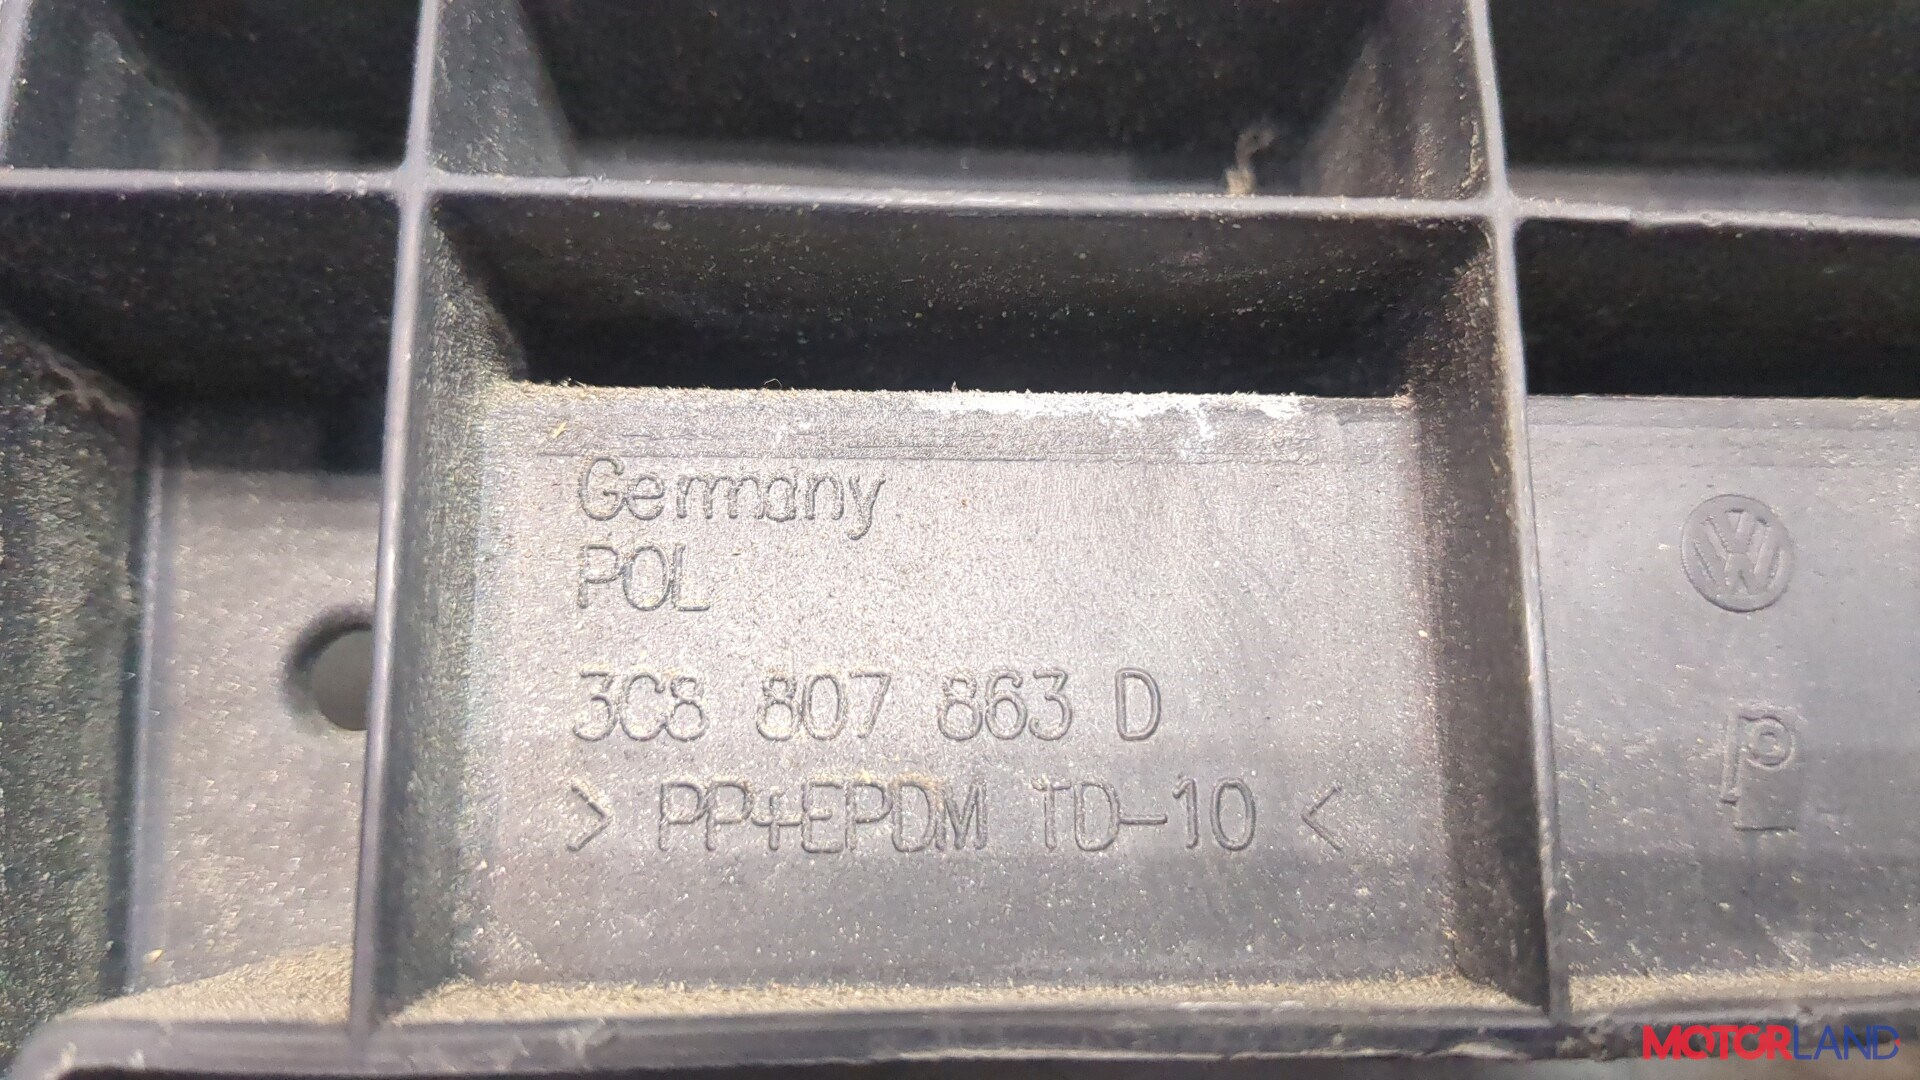 Germany
POL
3C8 807 863 D
> PP+EPDM TD-10 <
MOTORLAND